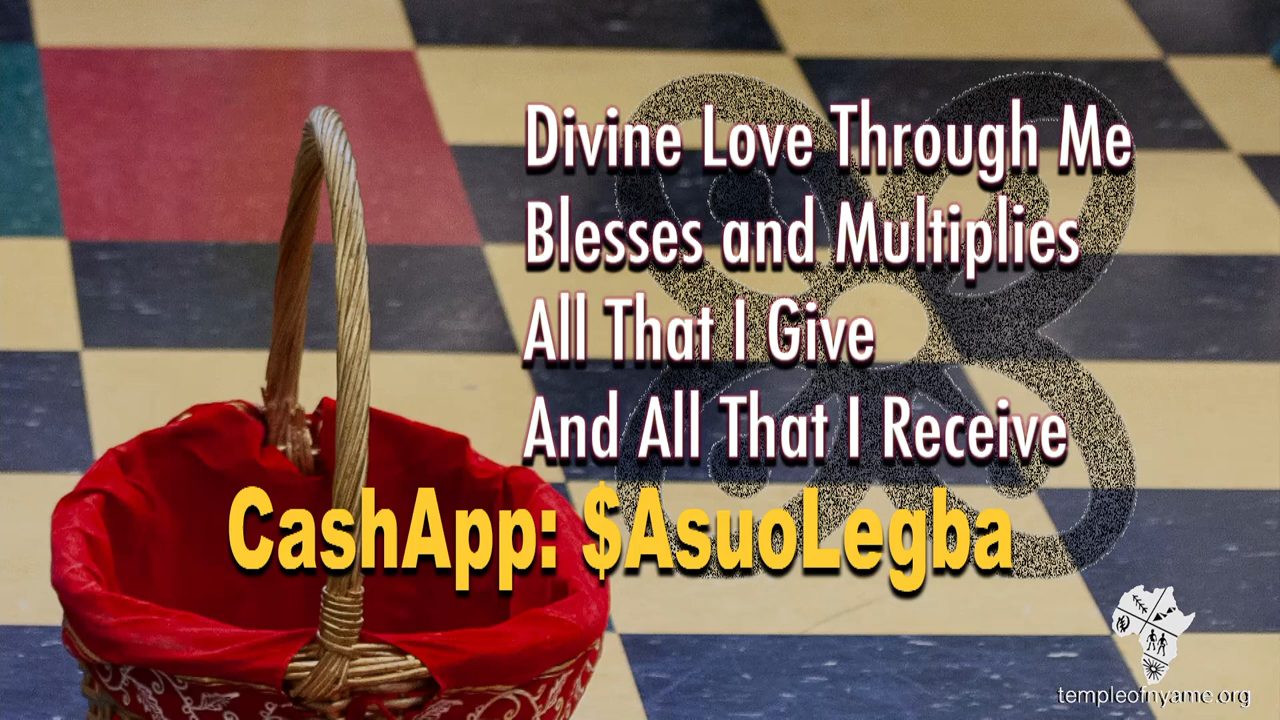 Divine Love Through Me
Blesses and Multiplies
All That I Give
And All That I Receive
CashApp: $AsuoLegba
templeofnyame.org